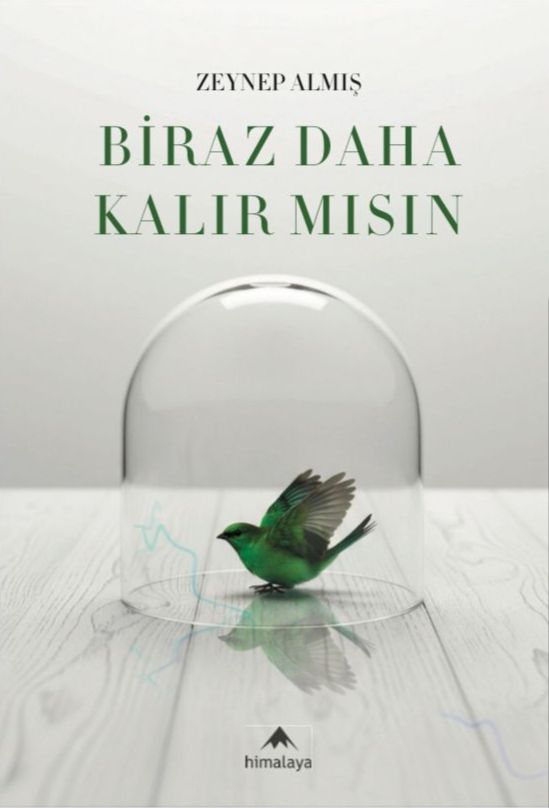 ZEYNEP ALMIŞ
BİRAZ DAHA
KALIR MISIN
himalaya